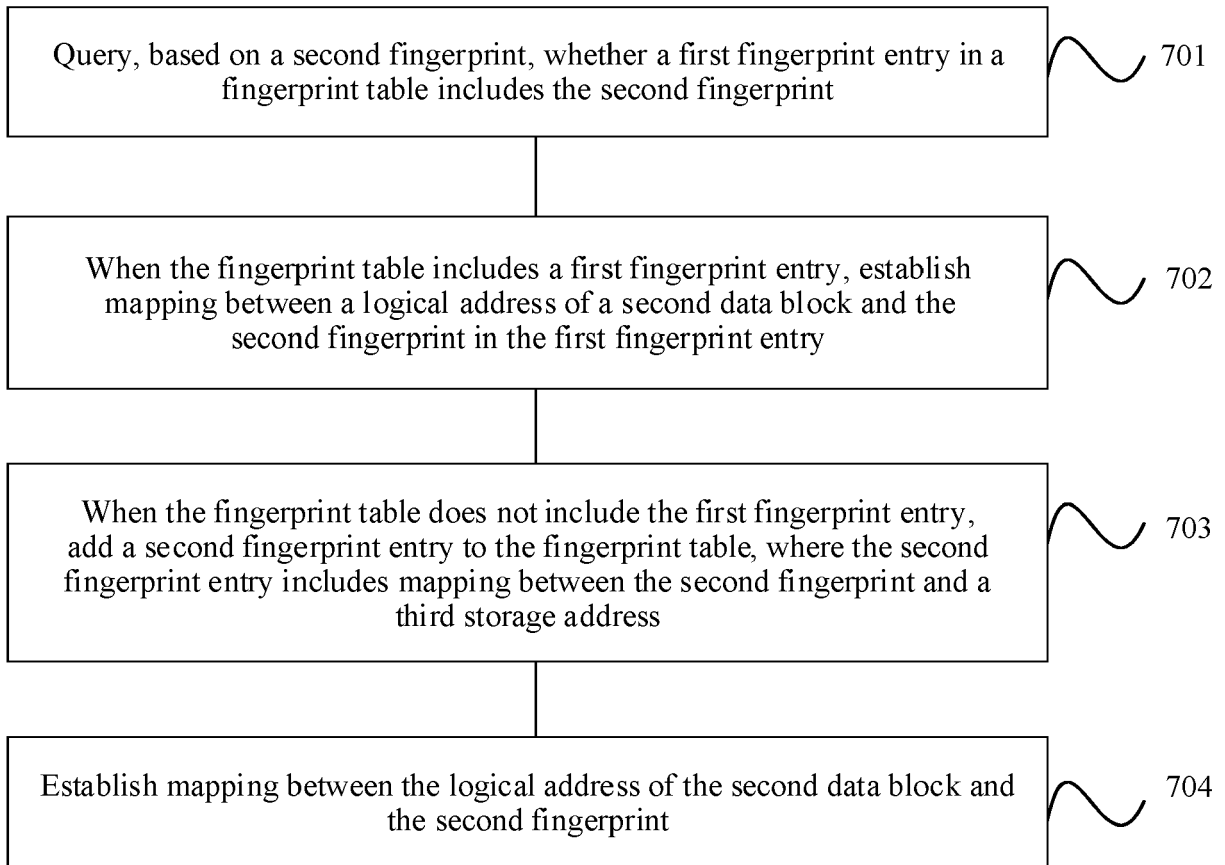 Query, based on a second fingerprint, whether a first fingerprint entry in a
fingerprint table includes the second fingerprint
701
When the fingerprint table includes a first fingerprint entry, establish
mapping between a logical address of a second data block and the
second fingerprint in the first fingerprint entry
702
When the fingerprint table does not include the first fingerprint entry,
add a second fingerprint entry to the fingerprint table, where the second
fingerprint entry includes mapping between the second fingerprint and a
third storage address
703
Establish mapping between the logical address of the second data block and
the second fingerprint
704